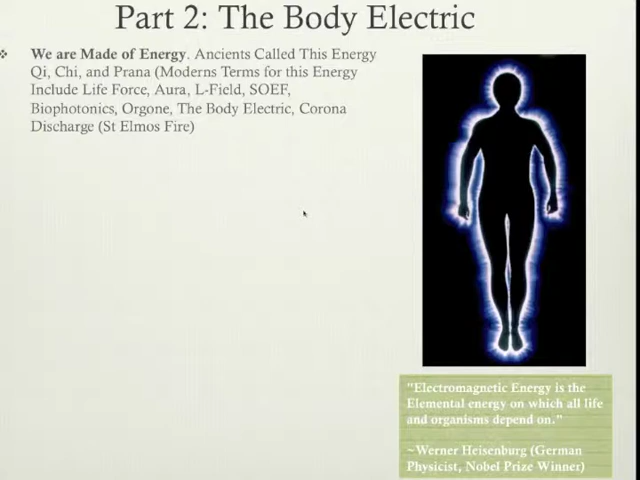 Part 2: The Body Electric
We are Made of Energy. Ancients Called This Energy
Qi, Chi, and Prana (Moderns Terms for this Energy
Include Life Force, Aura, L-Field, SOEF,
Biophotonics, Orgone, The Body Electric, Corona
Discharge (St Elmos Fire)
"Electromagnetic Energy is the
Elemental energy on which all life
and organisms depend on."
~Werner Heisenburg (German
Physicist, Nobel Prize Winner)